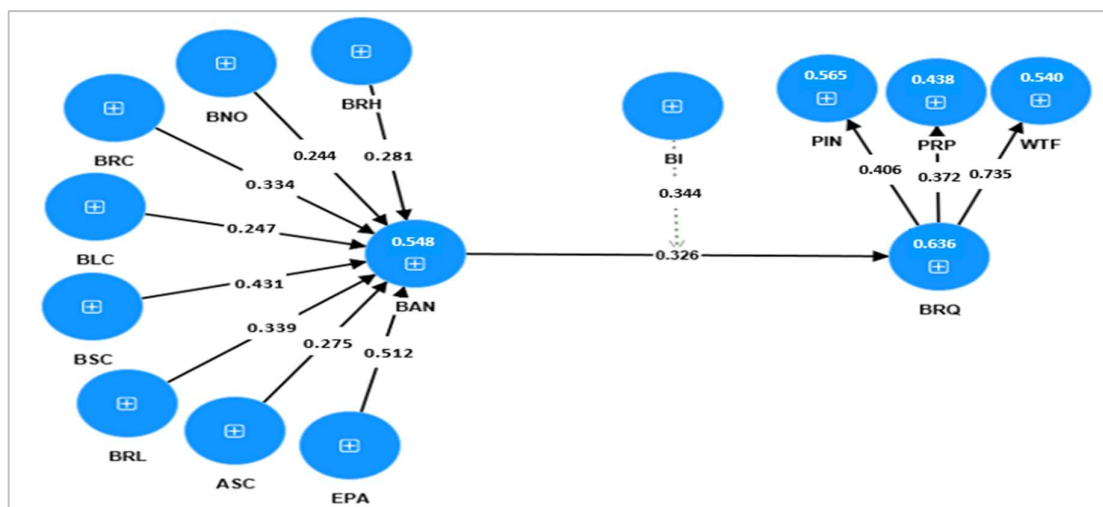 0.565
0.438
0.540
BNO
BRH
BRC
BI
PIN
PRP
WTF
0.244
0.281
0.334
0.344
0.406
0.372
0.735
BLC
0.247
0.548
0.326
0.636
BSC
0.431
BAN
BRQ
0.339
0.275
0.512
BRL
ASC
EPA